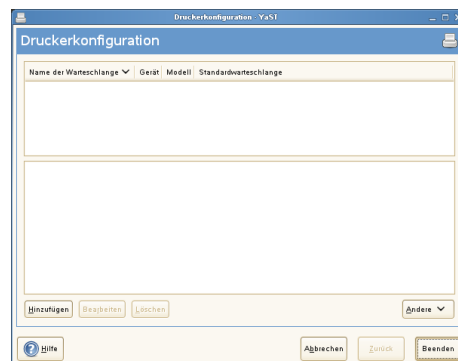 Druckerkonfiguration - YaST
Druckerkonfiguration
Name der Warteschlange Gerät Modell Standardwarteschlange
Hinzufügen Bearbeiten Löschen Andere
Hilfe Abbrechen Zurück Beenden